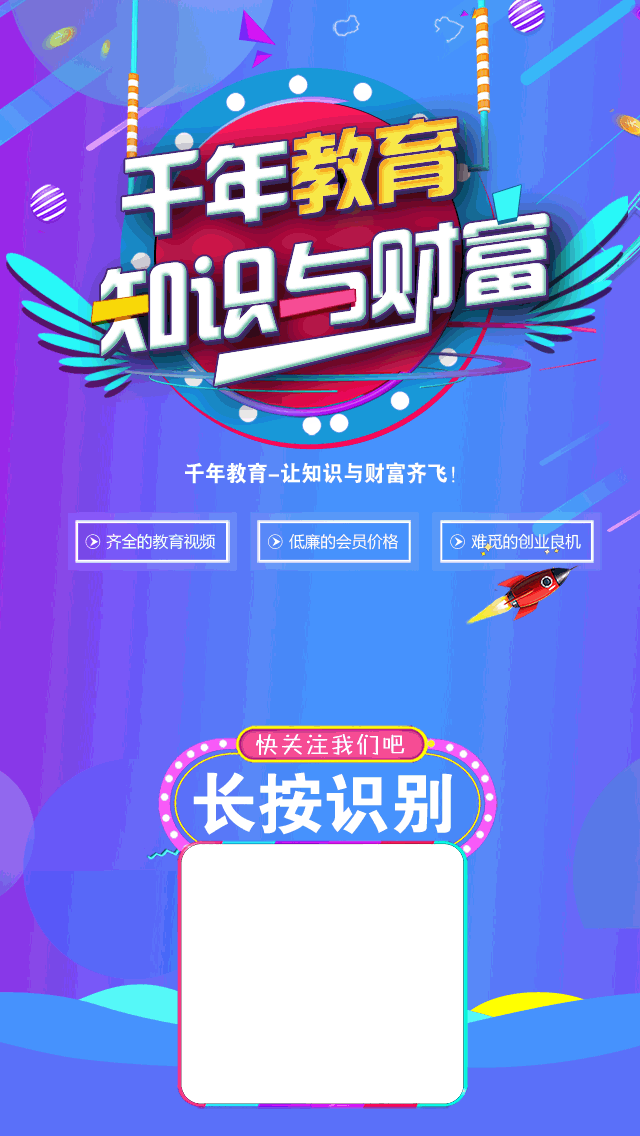 千年教育
知识与财富
千年教育-让知识与财富齐飞!
齐全的教育视频
低廉的会员价格
难觅的创业良机
快关注我们吧
长按识别